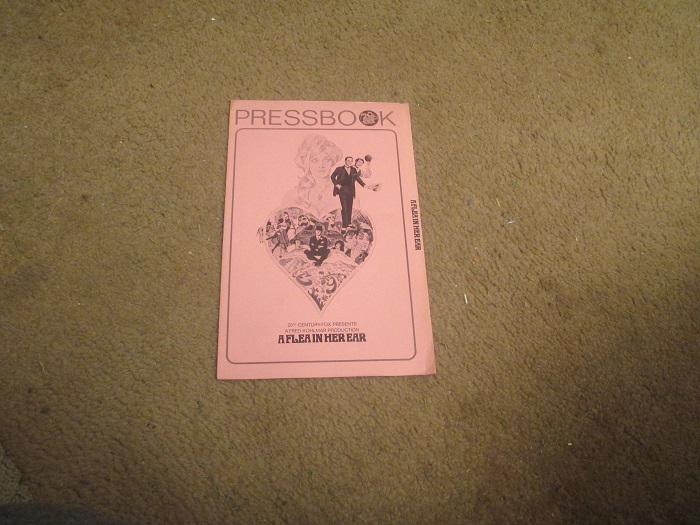 PRESSBOOK
A FLEA IN HER EAR
20TH CENTURY-FOX PRESENTS
A FRED KOHLMAR PRODUCTION
A FLEA IN HER EAR